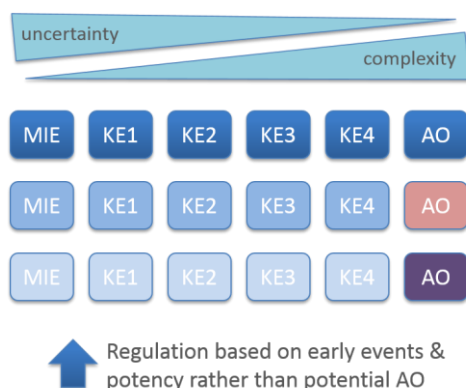 uncertainty
complexity
MIE KE1 KE2 KE3 KE4 AO
MIE KE1 KE2 KE3 KE4 AO
MIE KE1 KE2 KE3 KE4 AO
Regulation based on early events &
potency rather than potential AO